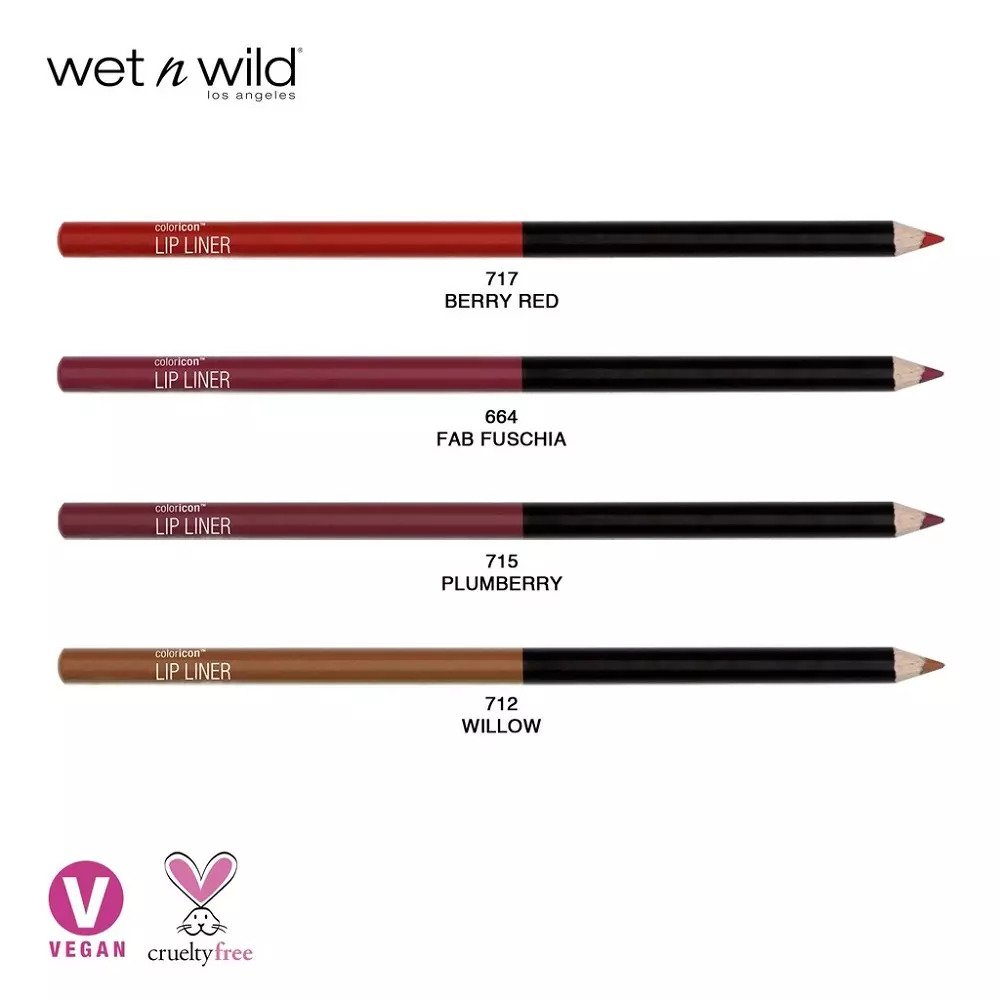 wet n wild®
los angeles
coloricon™
LIP LINER
717
BERRY RED
coloricon™
LIP LINER
664
FAB FUSCHIA
coloricon™
LIP LINER
715
PLUMBERRY
coloricon™
LIP LINER
712
WILLOW
V
VEGAN
crueltyfree